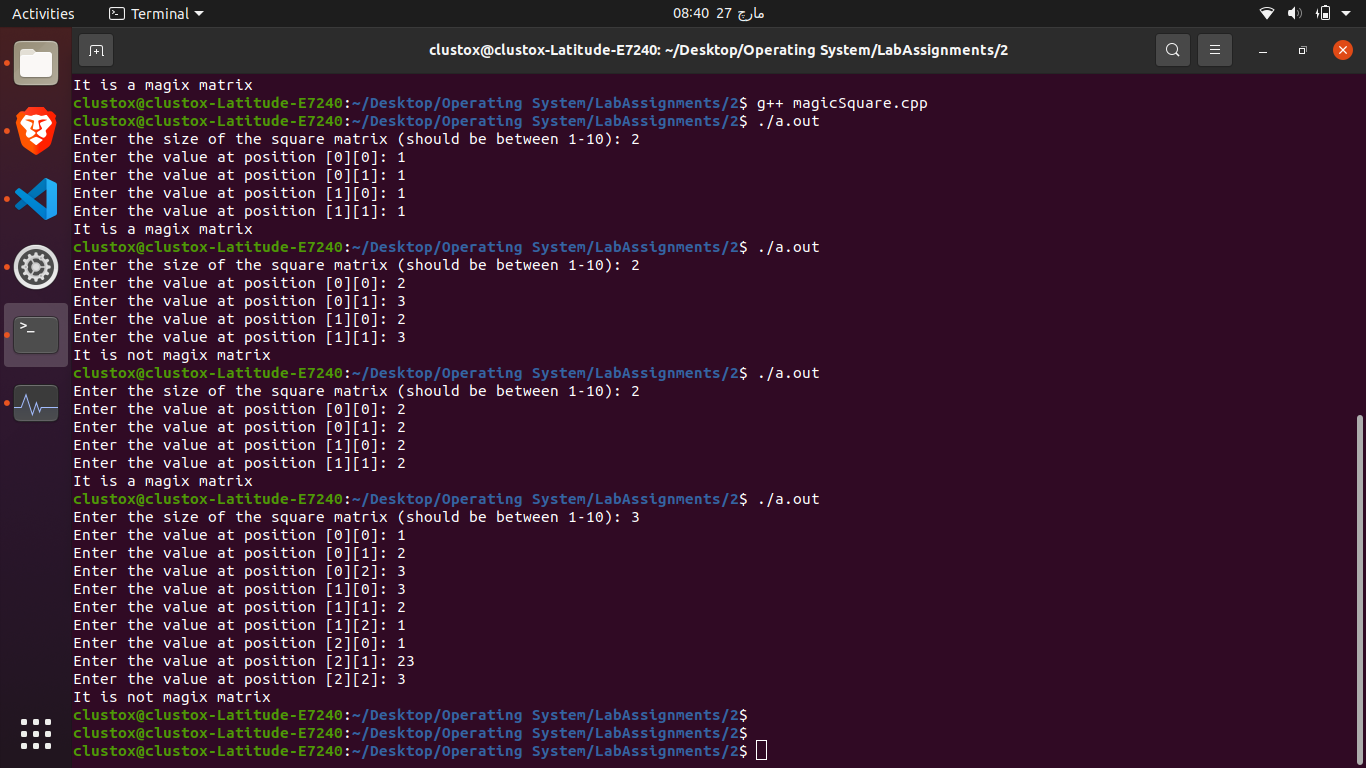 Activities Terminal 08:40 27 مارچ
clustox@clustox-Latitude-E7240: ~/Desktop/Operating System/LabAssignments/2
It is a magix matrix
clustox@clustox-Latitude-E7240:~/Desktop/Operating System/LabAssignments/2$ g++ magicSquare.cpp
clustox@clustox-Latitude-E7240:~/Desktop/Operating System/LabAssignments/2$ ./a.out
Enter the size of the square matrix (should be between 1-10): 2
Enter the value at position [0][0]: 1
Enter the value at position [0][1]: 1
Enter the value at position [1][0]: 1
Enter the value at position [1][1]: 1
It is a magix matrix
clustox@clustox-Latitude-E7240:~/Desktop/Operating System/LabAssignments/2$ ./a.out
Enter the size of the square matrix (should be between 1-10): 2
Enter the value at position [0][0]: 2
Enter the value at position [0][1]: 3
Enter the value at position [1][0]: 2
Enter the value at position [1][1]: 3
It is not magix matrix
clustox@clustox-Latitude-E7240:~/Desktop/Operating System/LabAssignments/2$ ./a.out
Enter the size of the square matrix (should be between 1-10): 2
Enter the value at position [0][0]: 2
Enter the value at position [0][1]: 2
Enter the value at position [1][0]: 2
Enter the value at position [1][1]: 2
It is a magix matrix
clustox@clustox-Latitude-E7240:~/Desktop/Operating System/LabAssignments/2$ ./a.out
Enter the size of the square matrix (should be between 1-10): 3
Enter the value at position [0][0]: 1
Enter the value at position [0][1]: 2
Enter the value at position [0][2]: 3
Enter the value at position [1][0]: 3
Enter the value at position [1][1]: 2
Enter the value at position [1][2]: 1
Enter the value at position [2][0]: 1
Enter the value at position [2][1]: 23
Enter the value at position [2][2]: 3
It is not magix matrix
clustox@clustox-Latitude-E7240:~/Desktop/Operating System/LabAssignments/2$
clustox@clustox-Latitude-E7240:~/Desktop/Operating System/LabAssignments/2$
clustox@clustox-Latitude-E7240:~/Desktop/Operating System/LabAssignments/2$